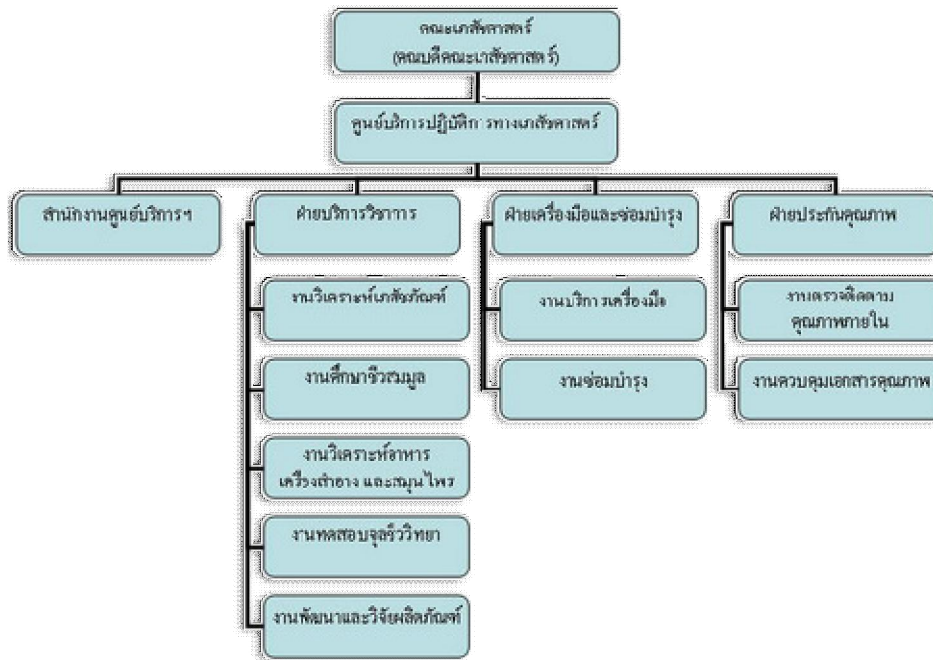 คณะเภสัชศาสตร์
(คณบดีคณะเภสัชศาสตร์)
ศูนย์บริการปฏิบัติการทางเภสัชศาสตร์
สำนักงานศูนย์บริการฯ
ฝ่ายบริการวิชาการ
ฝ่ายเครื่องมือและซ่อมบำรุง
ฝ่ายประกันคุณภาพ
งานวิเคราะห์เภสัชภัณฑ์
งานบริการเครื่องมือ
งานตรวจติดตาม
คุณภาพภายใน
งานศึกษาชีวสมมูล
งานซ่อมบำรุง
งานควบคุมเอกสารคุณภาพ
งานวิเคราะห์อาหาร
เครื่องสำอาง และสมุนไพร
งานทดสอบจุลชีววิทยา
งานพัฒนาและวิจัยผลิตภัณฑ์